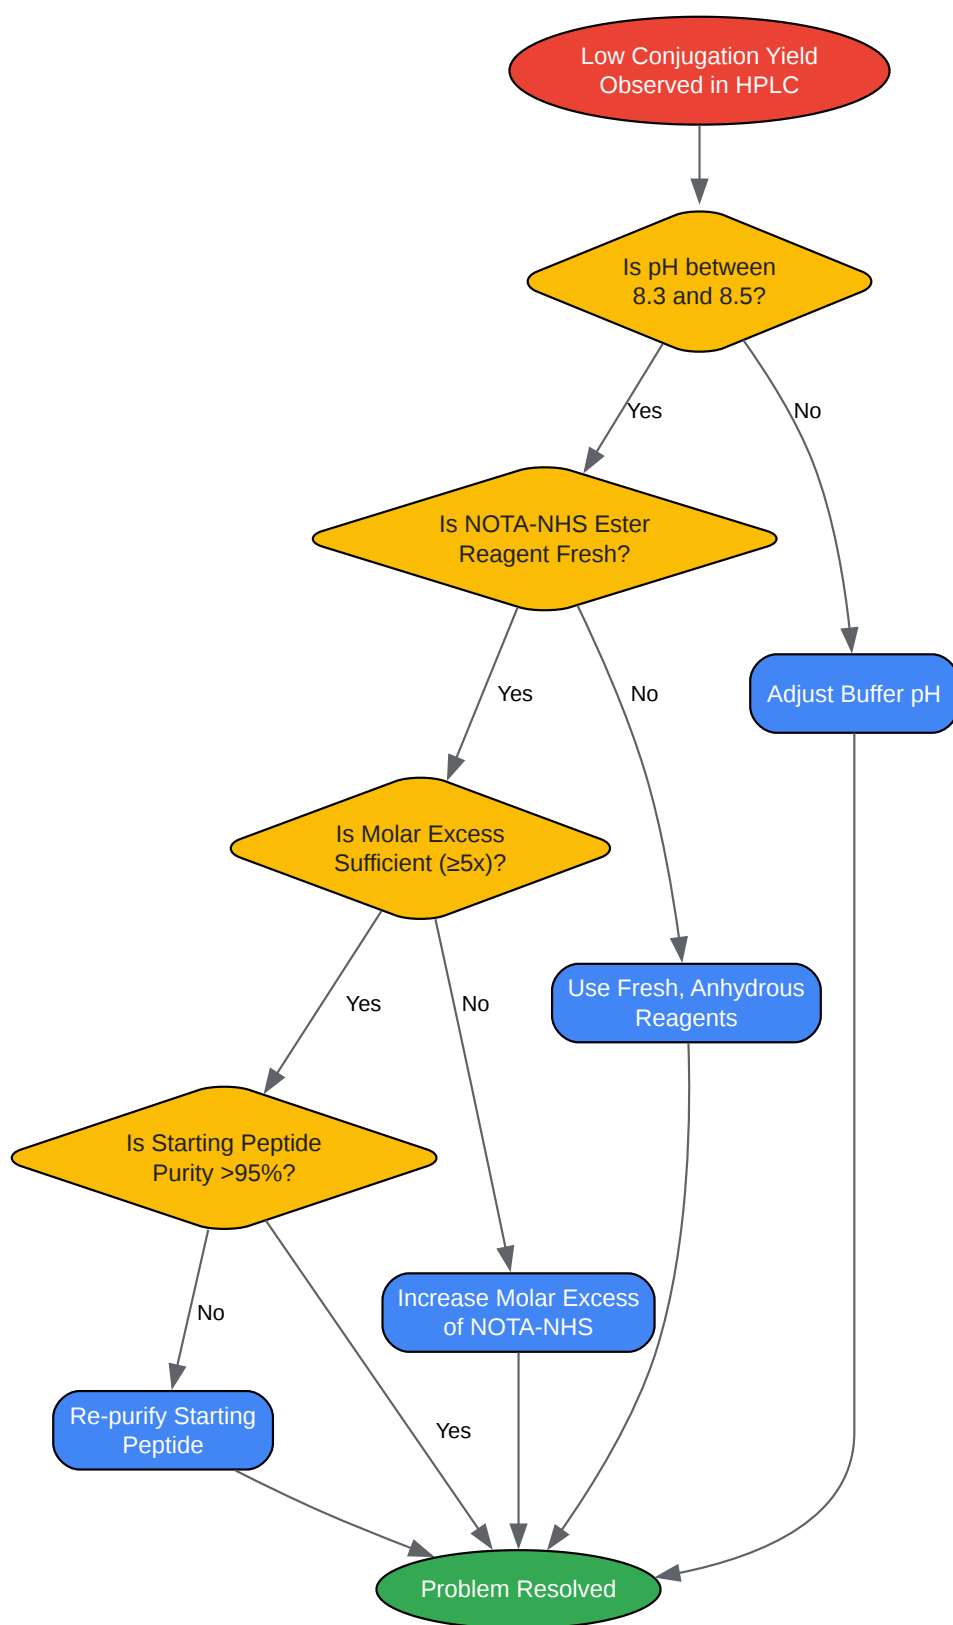 Low Conjugation Yield
Observed in HPLC
Is pH between
8.3 and 8.5?
Yes
No
Is NOTA-NHS Ester
Reagent Fresh?
Yes
No
Adjust Buffer pH
Is Molar Excess
Sufficient (≥5x)?
Yes
No
Use Fresh, Anhydrous
Reagents
Is Starting Peptide
Purity >95%?
No
Yes
Increase Molar Excess
of NOTA-NHS
Re-purify Starting
Peptide
Problem Resolved